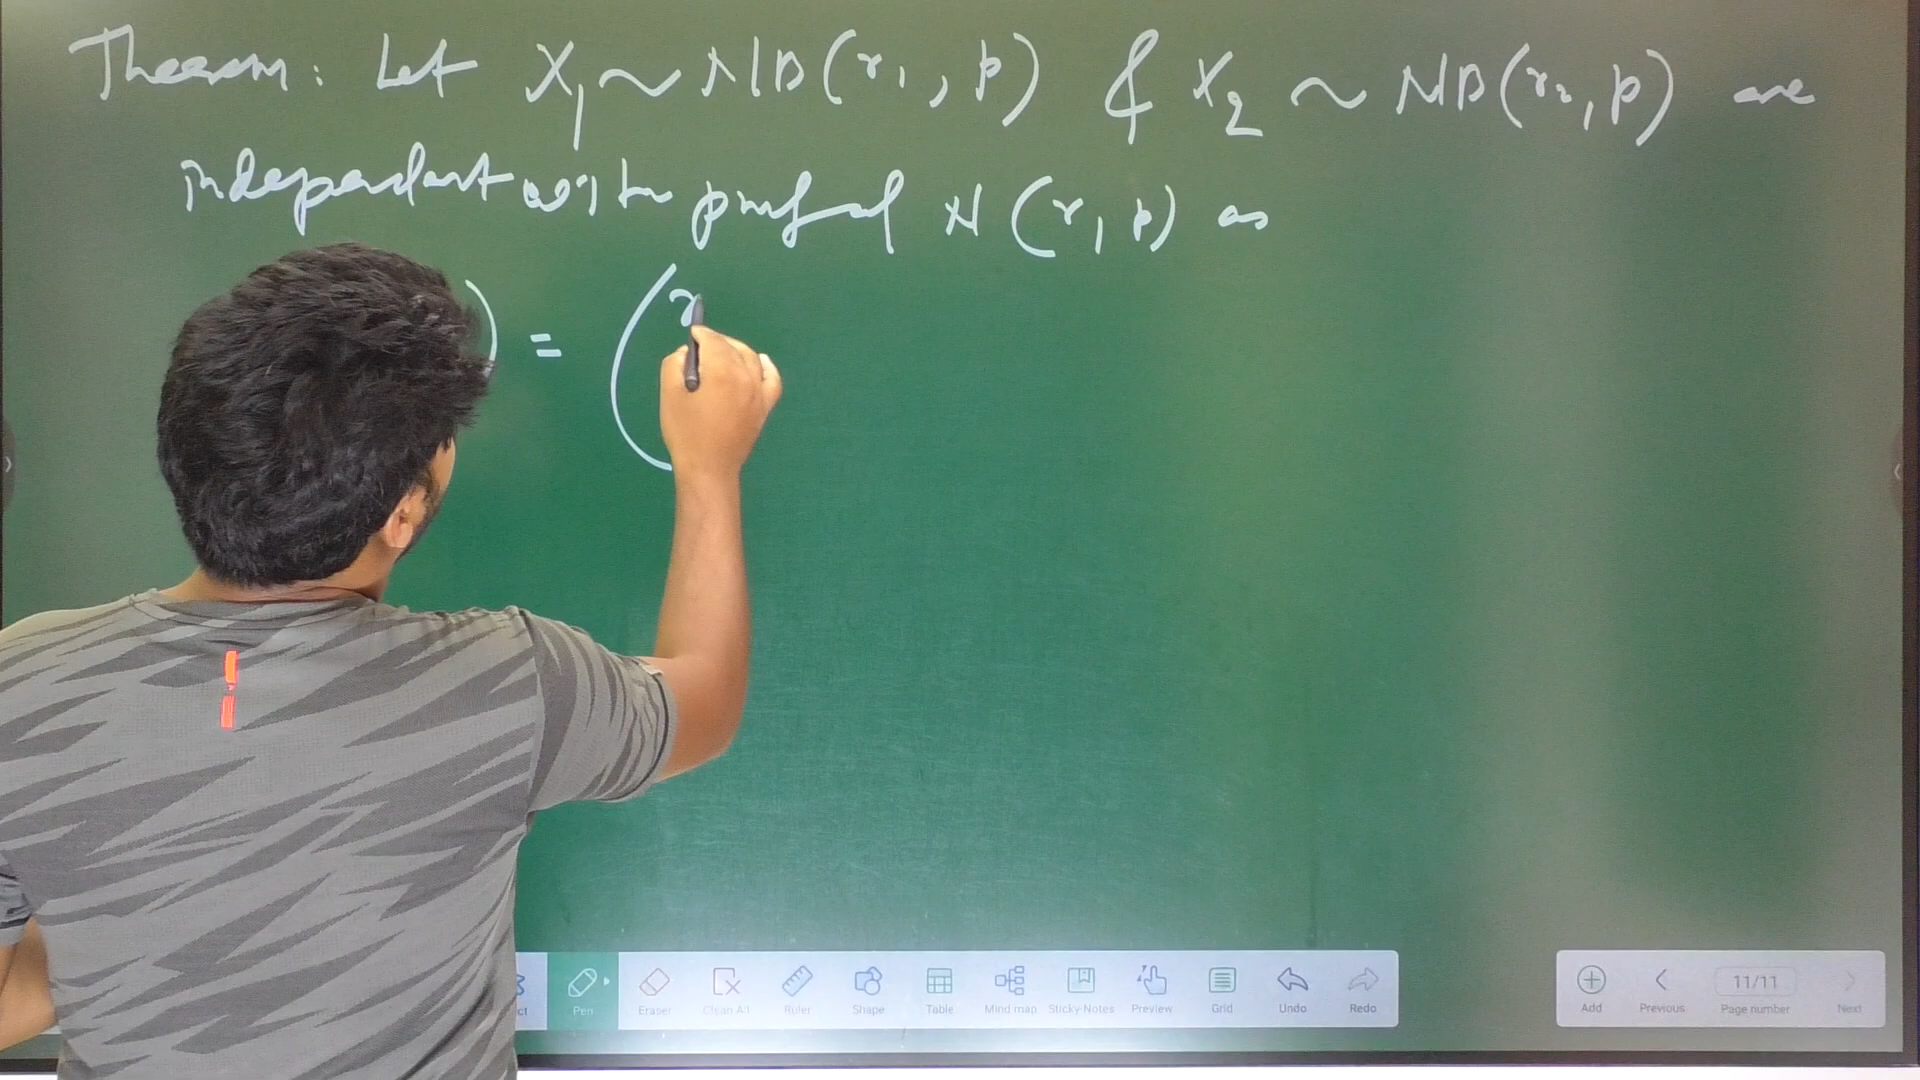 Theorem: Let X₁ ~ NB(r₁, p) & X₂ ~ NB(r₂, p) are
independent with pmf of N(r, p) as
) = (r
Pen
Eraser
Clean All
Ruler
Shape
Table
Mind map
Sticky-Notes
Preview
Grid
Undo
Redo
Add
Previous
11/11
Page number
Next